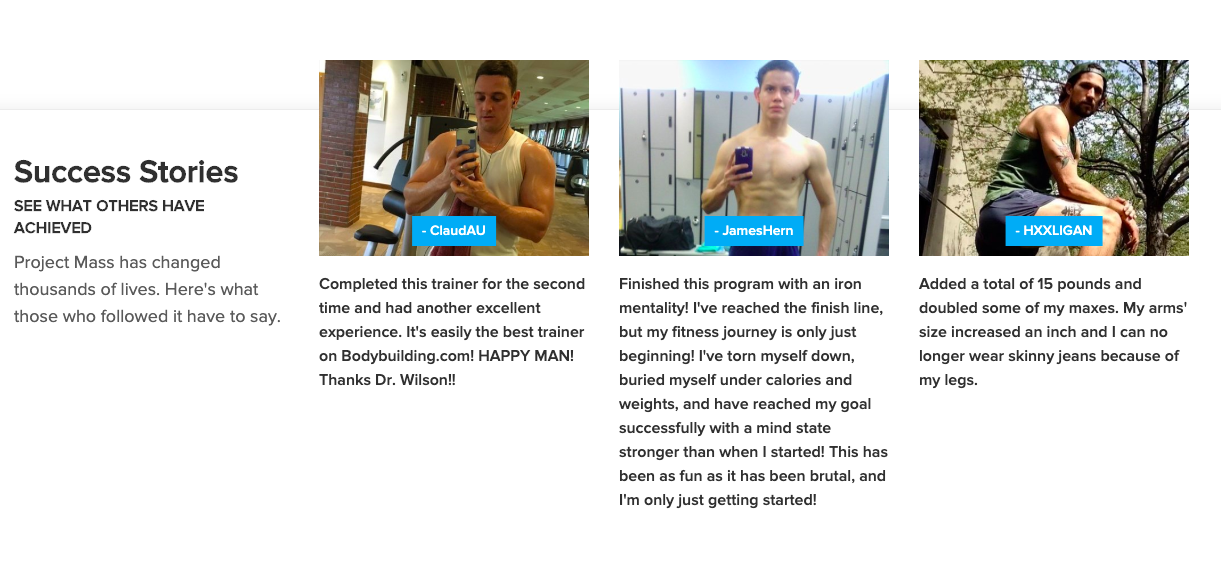 Success Stories
SEE WHAT OTHERS HAVE
ACHIEVED
Project Mass has changed
thousands of lives. Here's what
those who followed it have to say.
- ClaudAU
Completed this trainer for the second
time and had another excellent
experience. It's easily the best trainer
on Bodybuilding.com! HAPPY MAN!
Thanks Dr. Wilson!!
- JamesHern
Finished this program with an iron
mentality! I've reached the finish line,
but my fitness journey is only just
beginning! I've torn myself down,
buried myself under calories and
weights, and have reached my goal
successfully with a mind state
stronger than when I started! This has
been as fun as it has been brutal, and
I'm only just getting started!
- HXXLIGAN
Added a total of 15 pounds and
doubled some of my maxes. My arms'
size increased an inch and I can no
longer wear skinny jeans because of
my legs.